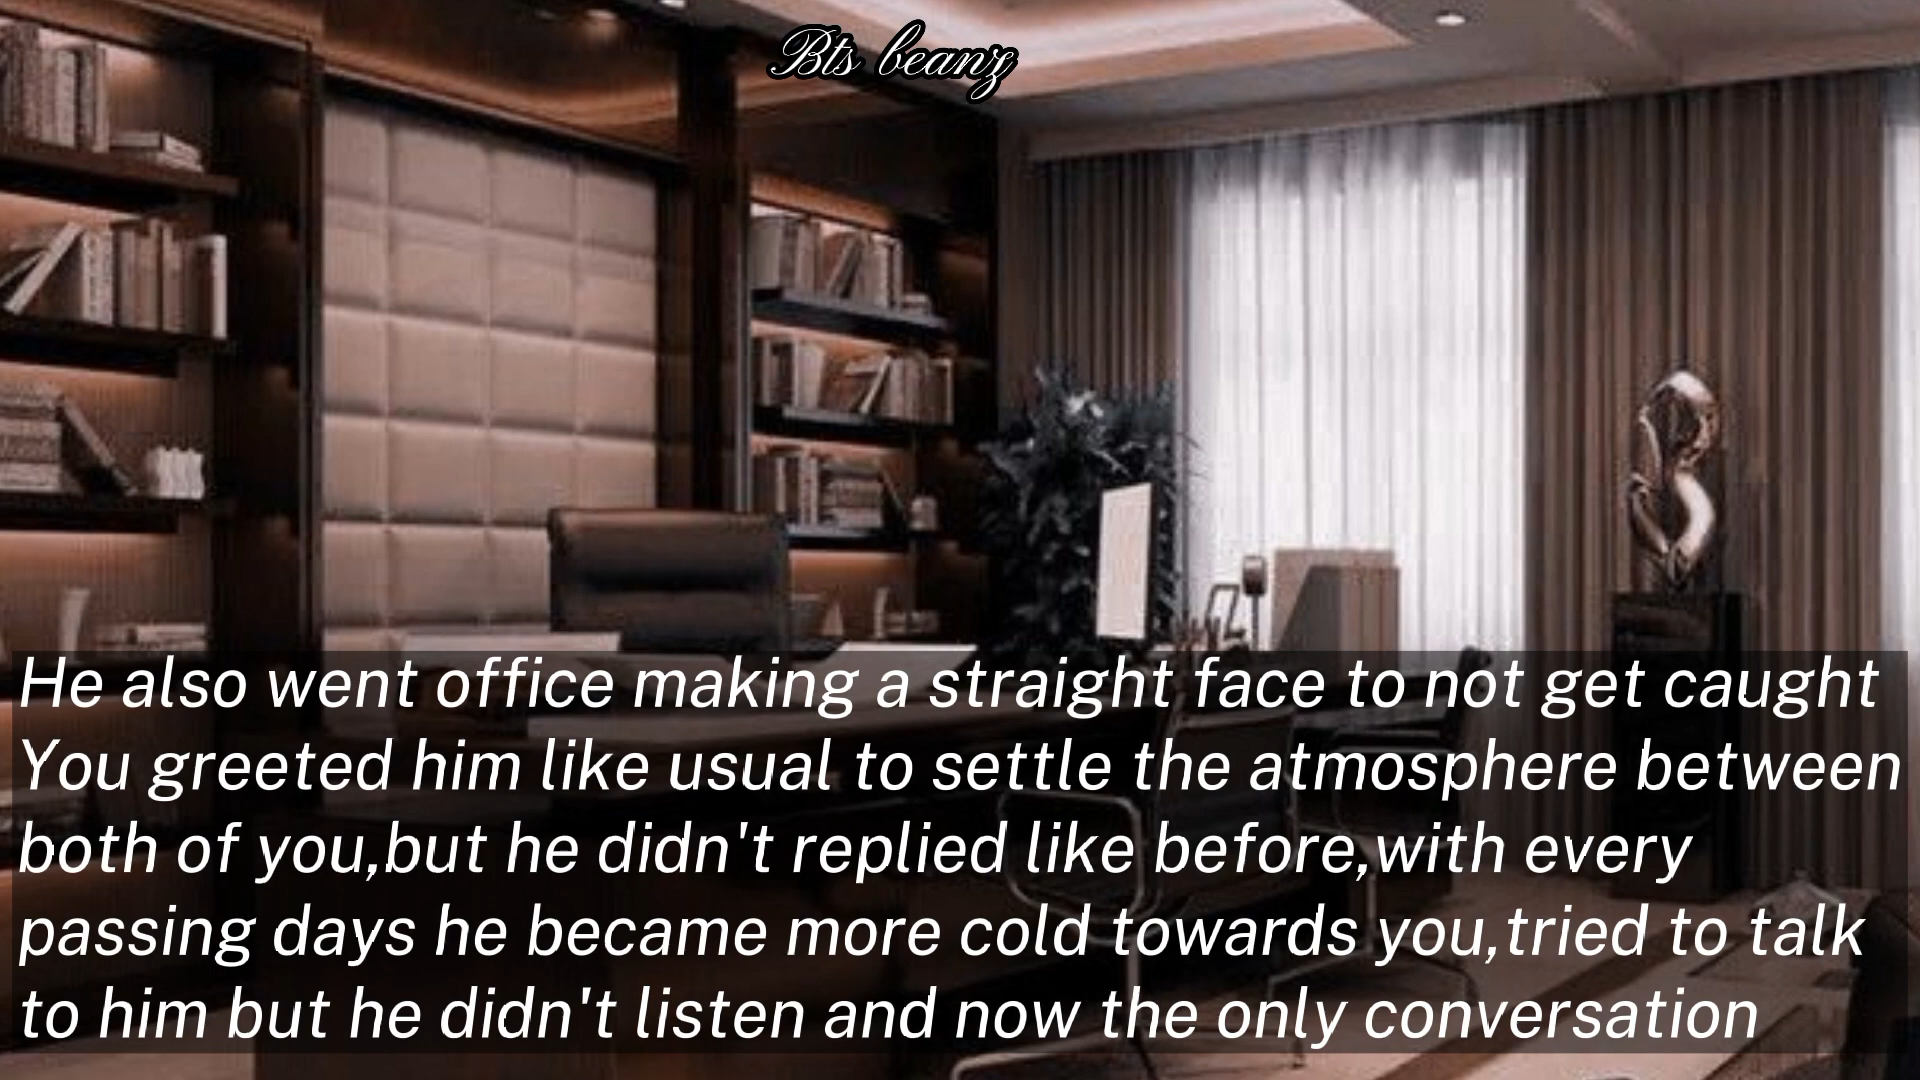 Bts beanz
He also went office making a straight face to not get caught
You greeted him like usual to settle the atmosphere between
both of you,but he didn't replied like before,with every
passing days he became more cold towards you,tried to talk
to him but he didn't listen and now the only conversation